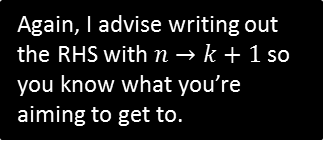 Again, I advise writing out
the RHS with 𝑛 → 𝑘 + 1 so
you know what you’re
aiming to get to.